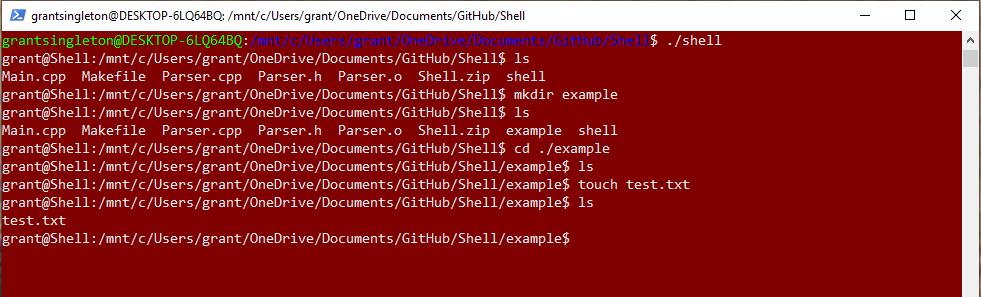 grantsingleton@DESKTOP-6LQ64BQ: /mnt/c/Users/grant/OneDrive/Documents/GitHub/Shell
grantsingleton@DESKTOP-6LQ64BQ:/mnt/c/Users/grant/OneDrive/Documents/GitHub/Shell$ ./shell
grant@Shell:/mnt/c/Users/grant/OneDrive/Documents/GitHub/Shell$ ls
Main.cpp  Makefile  Parser.cpp  Parser.h  Parser.o  Shell.zip  shell
grant@Shell:/mnt/c/Users/grant/OneDrive/Documents/GitHub/Shell$ mkdir example
grant@Shell:/mnt/c/Users/grant/OneDrive/Documents/GitHub/Shell$ ls
Main.cpp  Makefile  Parser.cpp  Parser.h  Parser.o  Shell.zip  example  shell
grant@Shell:/mnt/c/Users/grant/OneDrive/Documents/GitHub/Shell$ cd ./example
grant@Shell:/mnt/c/Users/grant/OneDrive/Documents/GitHub/Shell/example$ ls
grant@Shell:/mnt/c/Users/grant/OneDrive/Documents/GitHub/Shell/example$ touch test.txt
grant@Shell:/mnt/c/Users/grant/OneDrive/Documents/GitHub/Shell/example$ ls
test.txt
grant@Shell:/mnt/c/Users/grant/OneDrive/Documents/GitHub/Shell/example$